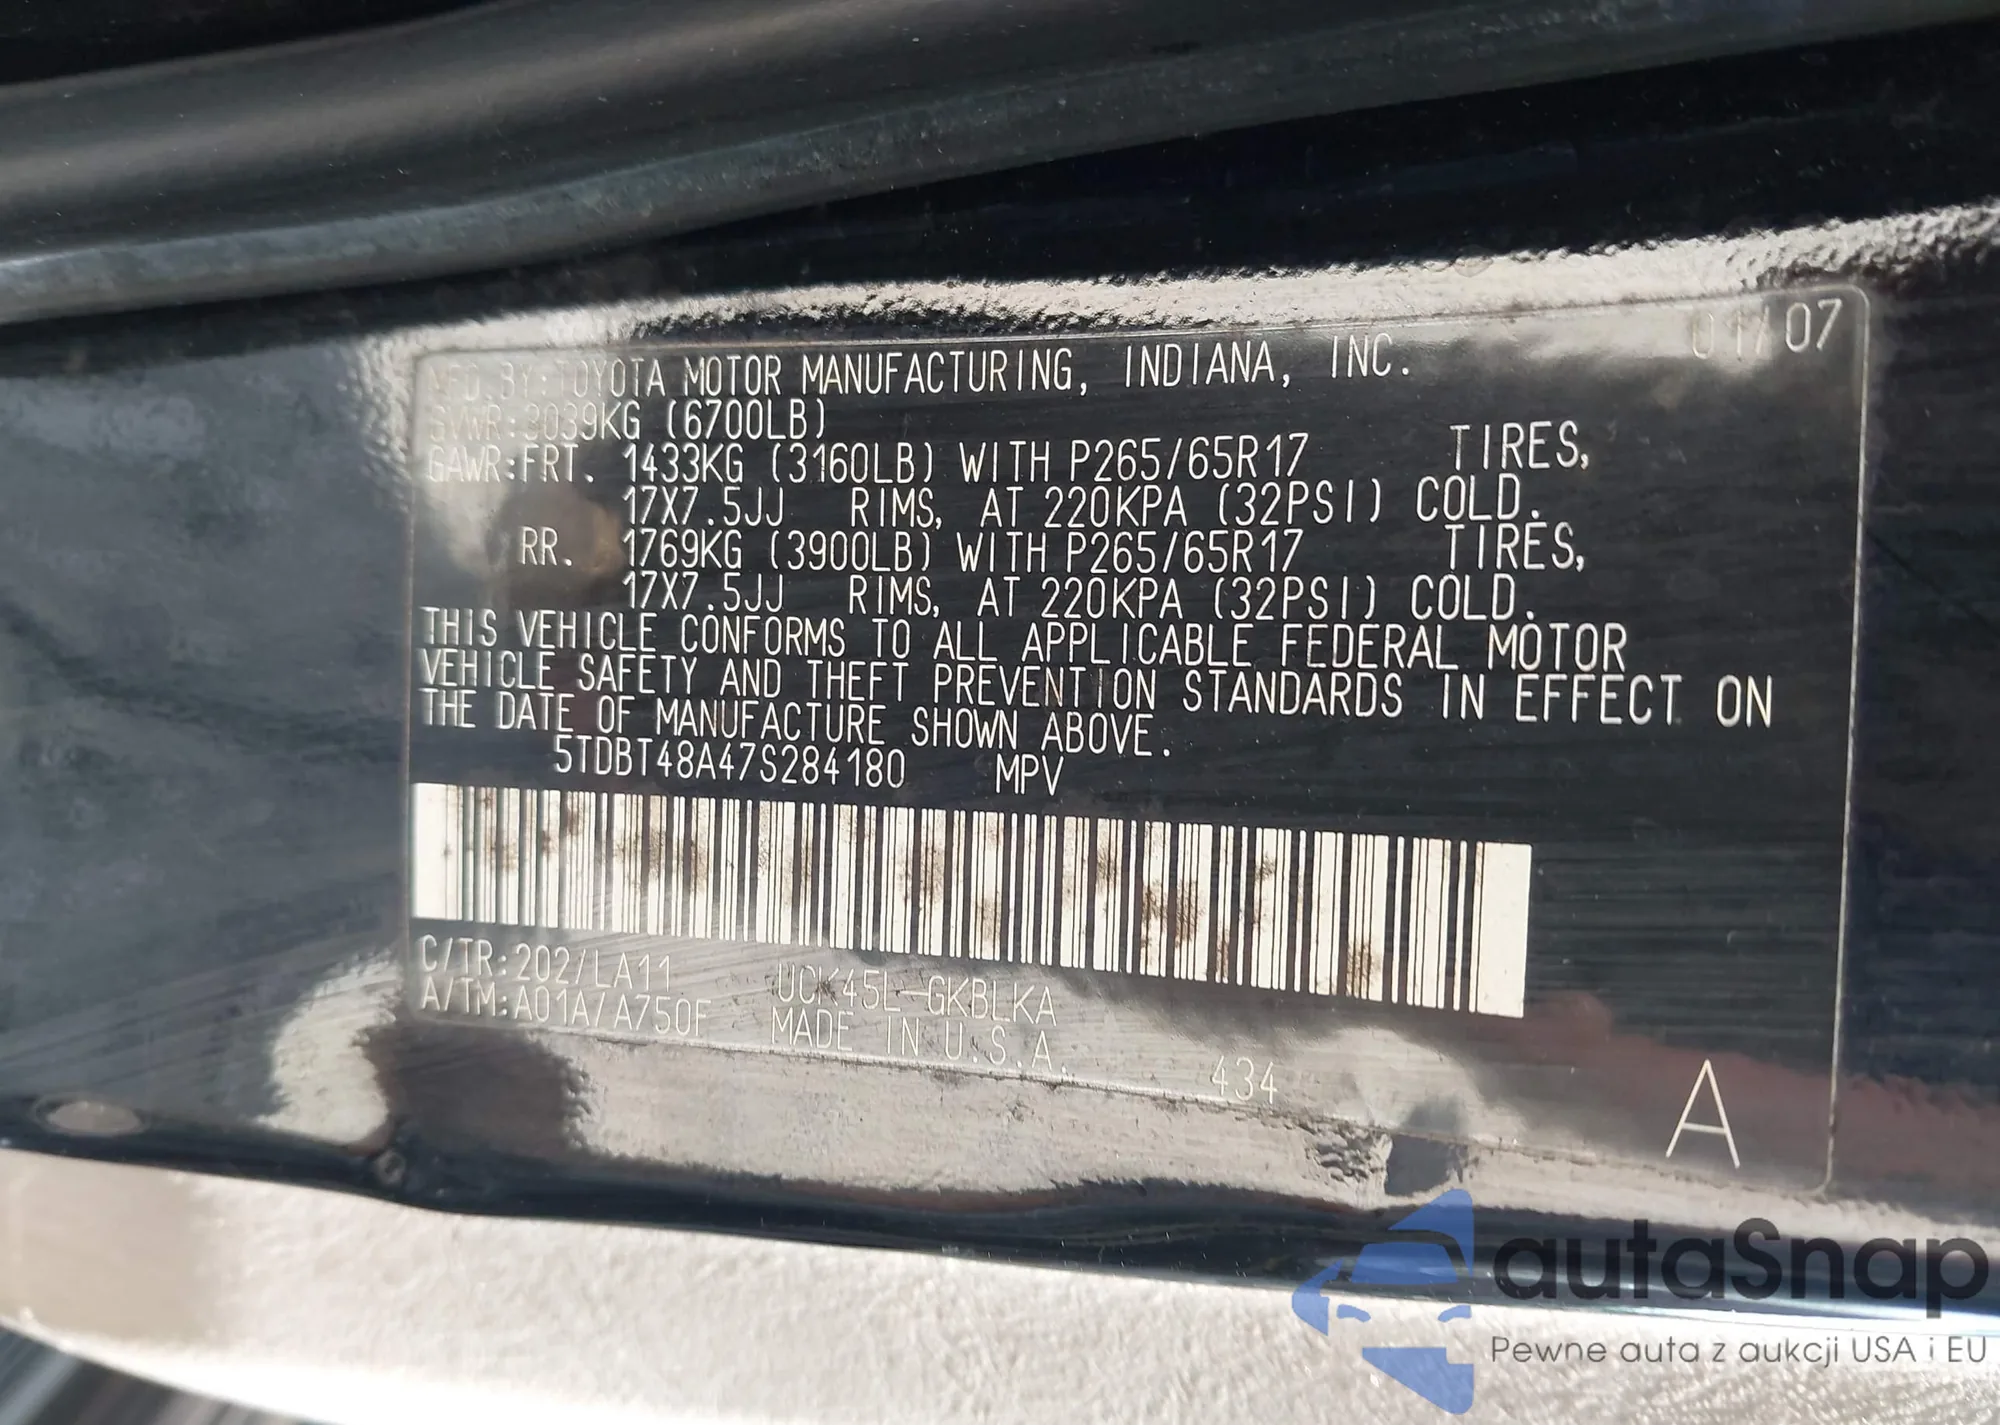 01/07
MFD.BY:TOYOTA MOTOR MANUFACTURING, INDIANA, INC.
GVWR:3039KG (6700LB)
GAWR:FRT. 1433KG (3160LB) WITH P265/65R17 TIRES,
17X7.5JJ RIMS, AT 220KPA (32PSI) COLD.
RR. 1769KG (3900LB) WITH P265/65R17 TIRES,
17X7.5JJ RIMS, AT 220KPA (32PSI) COLD.
THIS VEHICLE CONFORMS TO ALL APPLICABLE FEDERAL MOTOR
VEHICLE SAFETY AND THEFT PREVENTION STANDARDS IN EFFECT ON
THE DATE OF MANUFACTURE SHOWN ABOVE.
5TDBT48A47S284180 MPV
C/TR:202/LA11 UCK45L-GKBLKA
A/TM:A01A/A750F MADE IN U.S.A.
434
A
autaSnap
Pewne auta z aukcji USA i EU